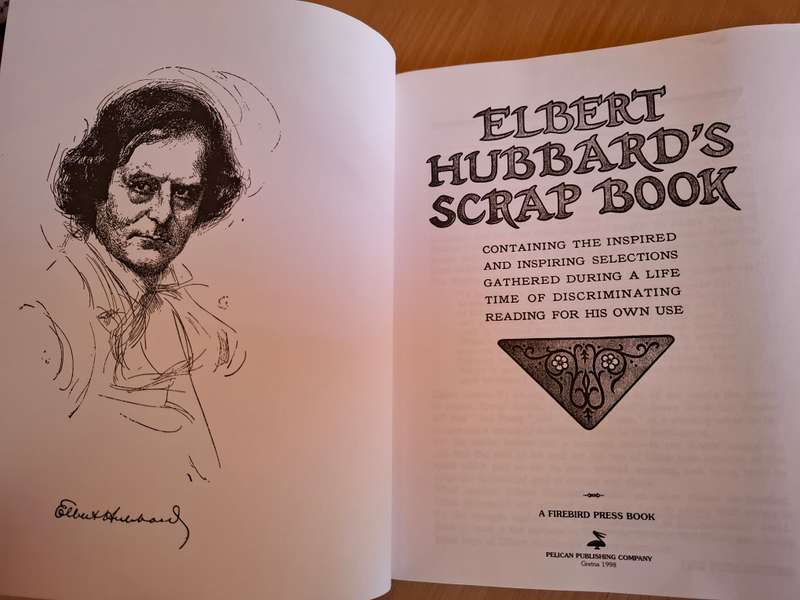 Elbert Hubbard
ELBERT
HUBBARD'S
SCRAP BOOK
CONTAINING THE INSPIRED
AND INSPIRING SELECTIONS
GATHERED DURING A LIFE
TIME OF DISCRIMINATING
READING FOR HIS OWN USE
A FIREBIRD PRESS BOOK
PELICAN PUBLISHING COMPANY
Gretna 1998